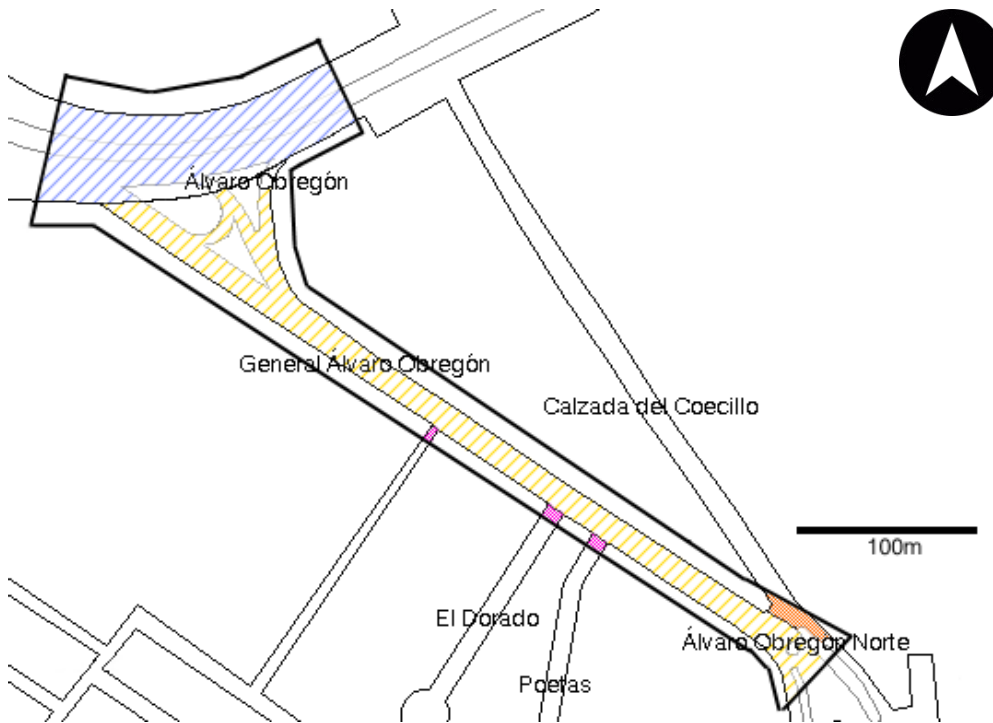 Álvaro Obregón
General Álvaro Obregón
Calzada del Coecillo
100m
El Dorado
Álvaro Obregón Norte
Poetas